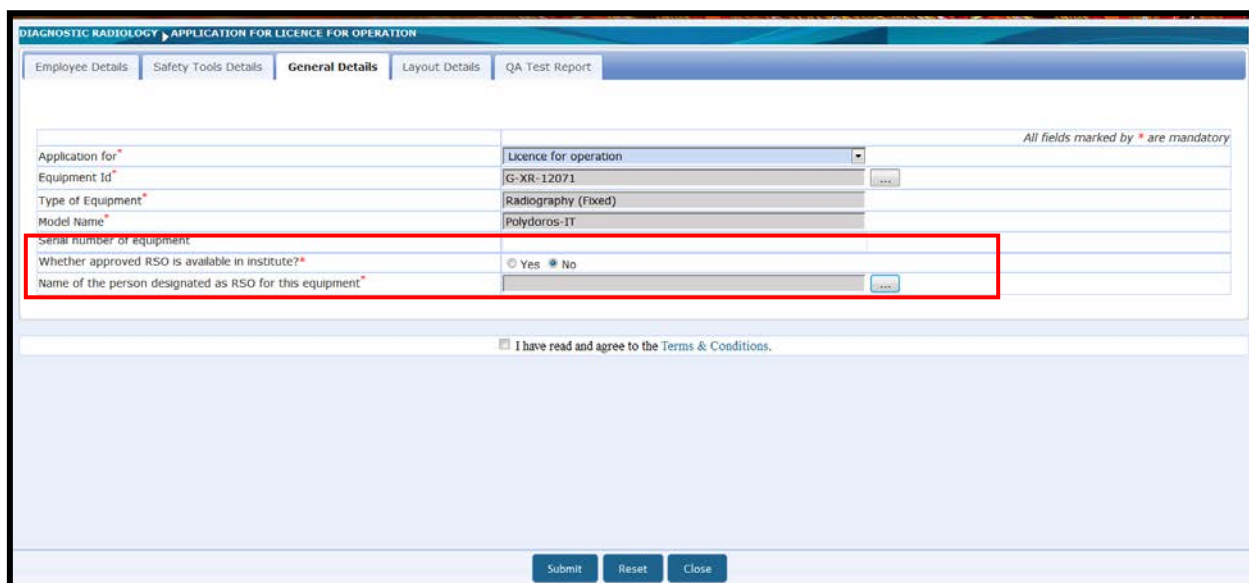 DIAGNOSTIC RADIOLOGY APPLICATION FOR LICENCE FOR OPERATION
Employee Details Safety Tools Details General Details Layout Details QA Test Report
All fields marked by * are mandatory
Application for* Licence for operation
Equipment Id* G-XR-12071 ...
Type of Equipment* Radiography (Fixed)
Model Name* Polydoros-IT
Serial number of equipment
Whether approved RSO is available in institute?* Yes No
Name of the person designated as RSO for this equipment* ...
I have read and agree to the Terms & Conditions.
Submit Reset Close